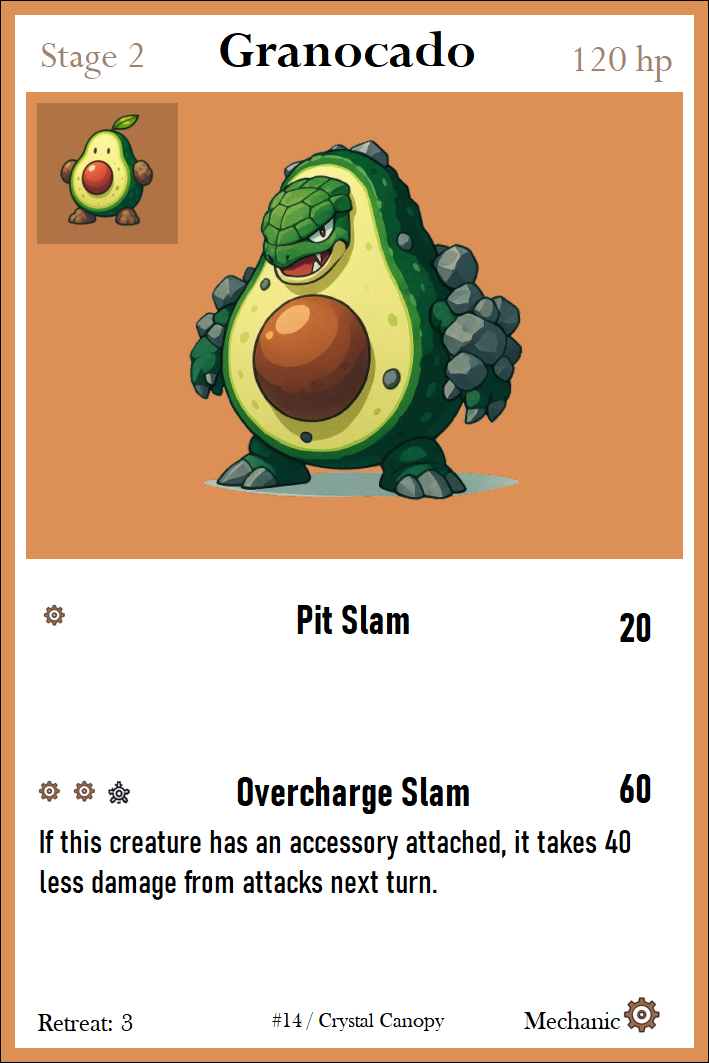 Stage 2
Granocado
120 hp
Pit Slam
20
Overcharge Slam
60
If this creature has an accessory attached, it takes 40
less damage from attacks next turn.
Retreat: 3
#14 / Crystal Canopy
Mechanic